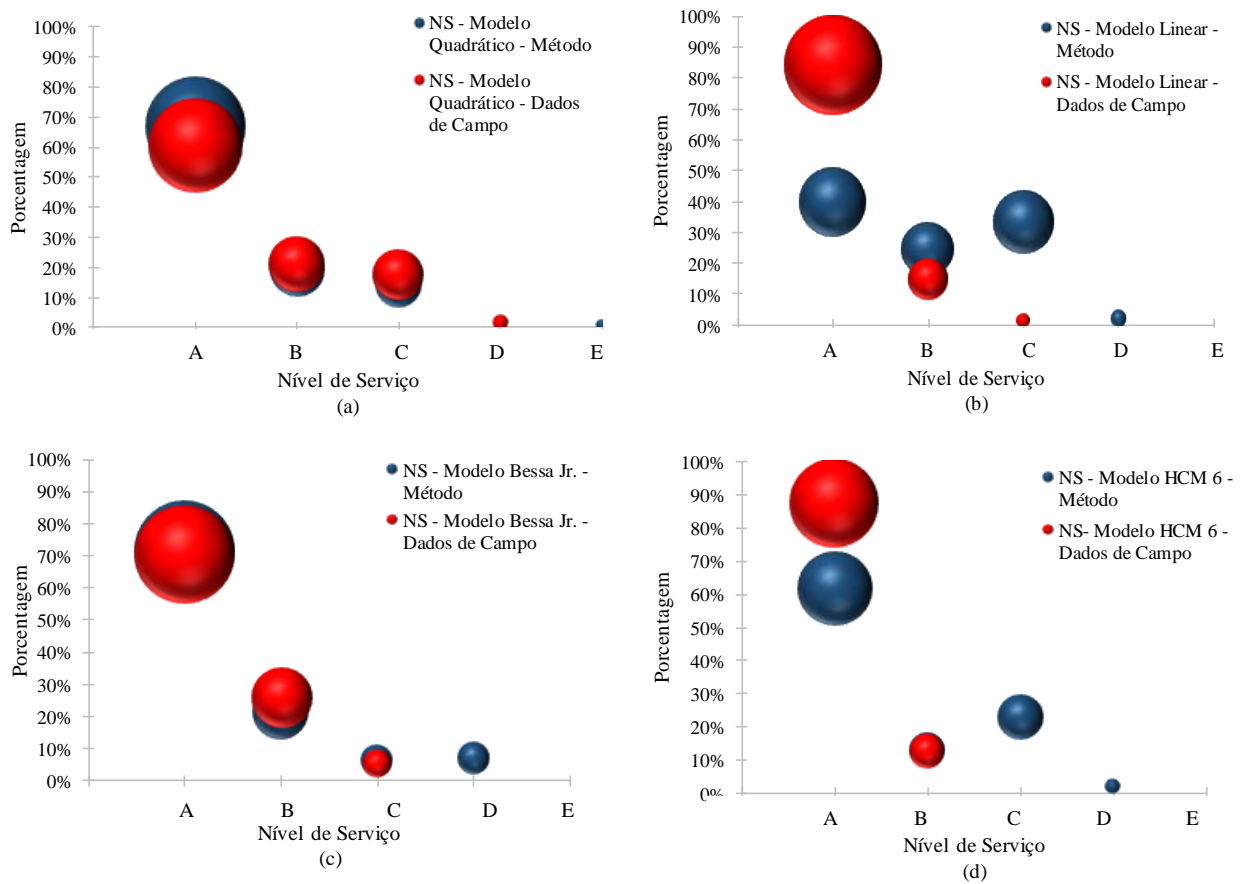 100%
90%
80%
70%
60%
50%
40%
30%
20%
10%
0%
Porcentagem
NS - Modelo
Quadrático - Método
NS - Modelo
Quadrático - Dados
de Campo
A B C D E
Nível de Serviço
(a)
100%
90%
80%
70%
60%
50%
40%
30%
20%
10%
0%
Porcentagem
NS - Modelo Linear -
Método
NS - Modelo Linear -
Dados de Campo
A B C D E
Nível de Serviço
(b)
100%
90%
80%
70%
60%
50%
40%
30%
20%
10%
0%
Porcentagem
NS - Modelo Bessa Jr. -
Método
NS - Modelo Bessa Jr. -
Dados de Campo
A B C D E
Nível de Serviço
(c)
100%
90%
80%
70%
60%
50%
40%
30%
20%
10%
0%
Porcentagem
NS - Modelo HCM 6 -
Método
NS- Modelo HCM 6 -
Dados de Campo
A B C D E
Nível de Serviço
(d)